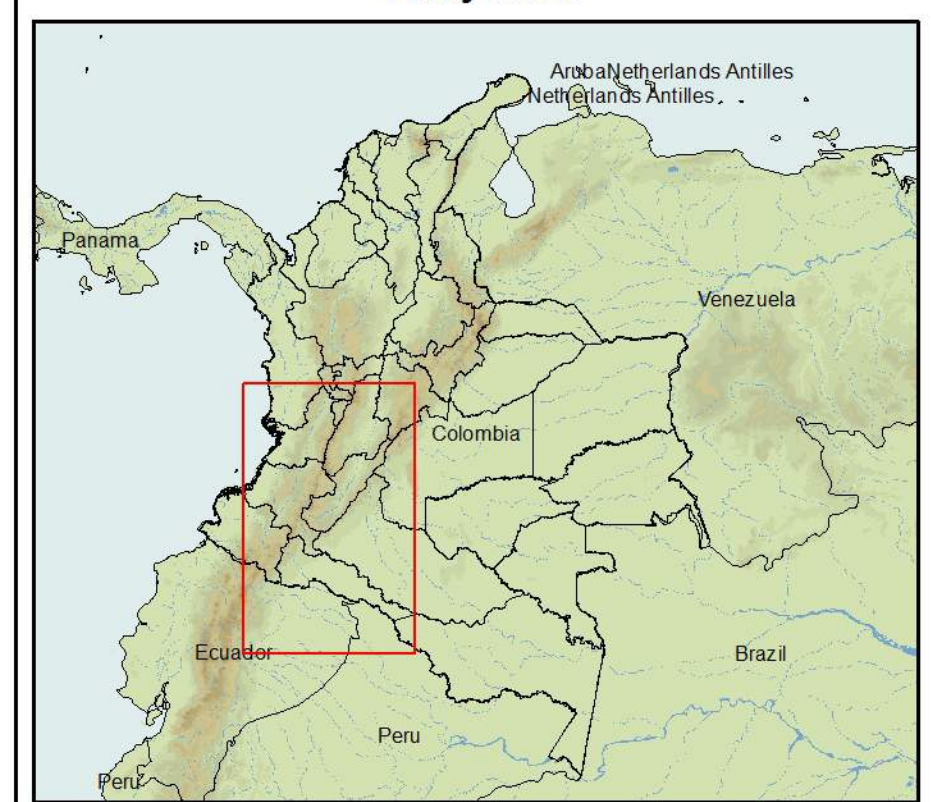 ArubaNetherlands Antilles
Netherlands Antilles
Panama
Venezuela
Colombia
Ecuador
Brazil
Peru
Peru